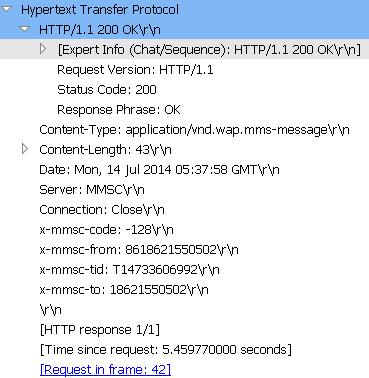 Hypertext Transfer Protocol
HTTP/1.1 200 OK\r\n
[Expert Info (Chat/Sequence): HTTP/1.1 200 OK\r\n]
Request Version: HTTP/1.1
Status Code: 200
Response Phrase: OK
Content-Type: application/vnd.wap.mms-message\r\n
Content-Length: 43\r\n
Date: Mon, 14 Jul 2014 05:37:58 GMT\r\n
Server: MMSC\r\n
Connection: Close\r\n
x-mmsc-code: -128\r\n
x-mmsc-from: 8618621550502\r\n
x-mmsc-tid: T14733606992\r\n
x-mmsc-to: 18621550502\r\n
\r\n
[HTTP response 1/1]
[Time since request: 5.459770000 seconds]
[Request in frame: 42]